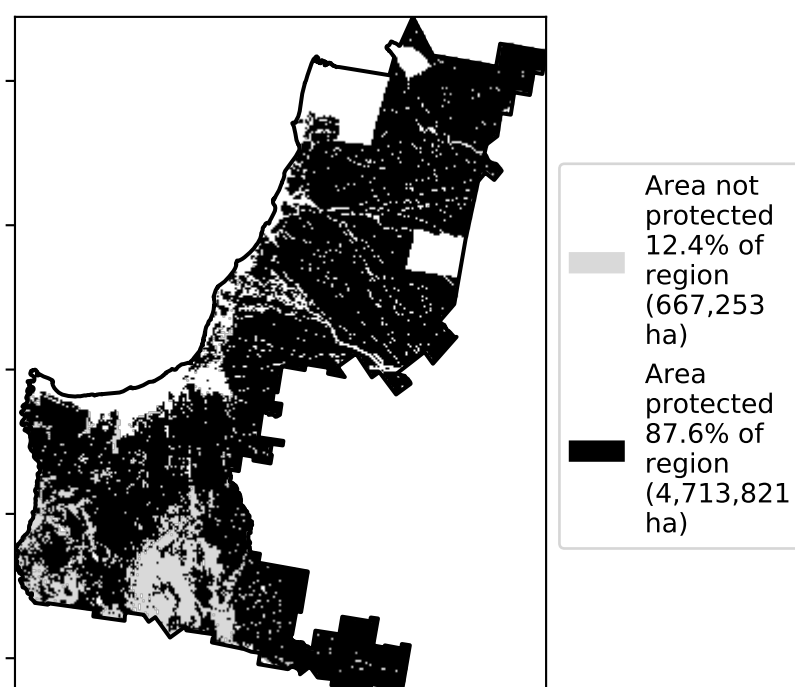 Area not
protected
12.4% of
region
(667,253
ha)
Area
protected
87.6% of
region
(4,713,821
ha)